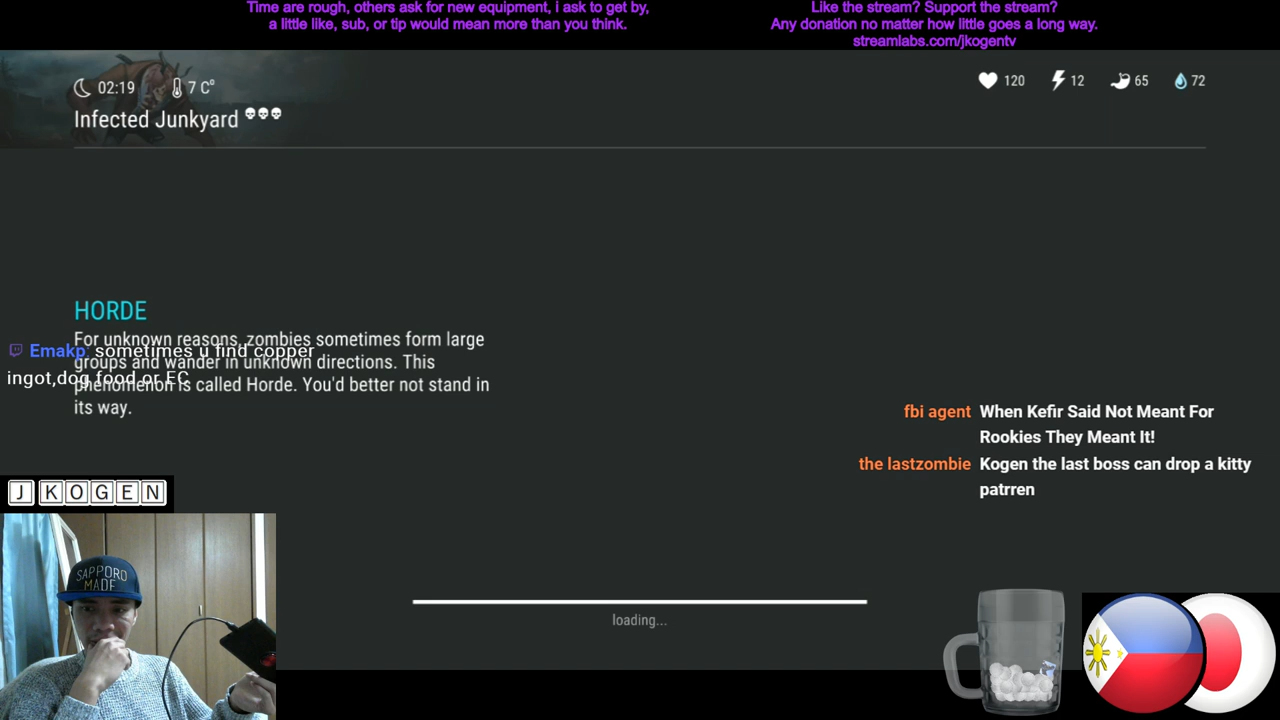 Time are rough, others ask for new equipment, i ask to get by,
a little like, sub, or tip would mean more than you think.
Like the stream? Support the stream?
Any donation no matter how little goes a long way.
streamlabs.com/jkogentv
02:19 7 C°
120 12 65 72
Infected Junkyard
HORDE
For unknown reasons, zombies sometimes form large
groups and wander in unknown directions. This
phenomenon is called Horde. You'd better not stand in
its way.
Emakp: sometimes u find copper
ingot,dog food or EC
fbi agent When Kefir Said Not Meant For
Rookies They Meant It!
the lastzombie Kogen the last boss can drop a kitty
patrren
J KOGEN
SAPPORO
MADE
loading...